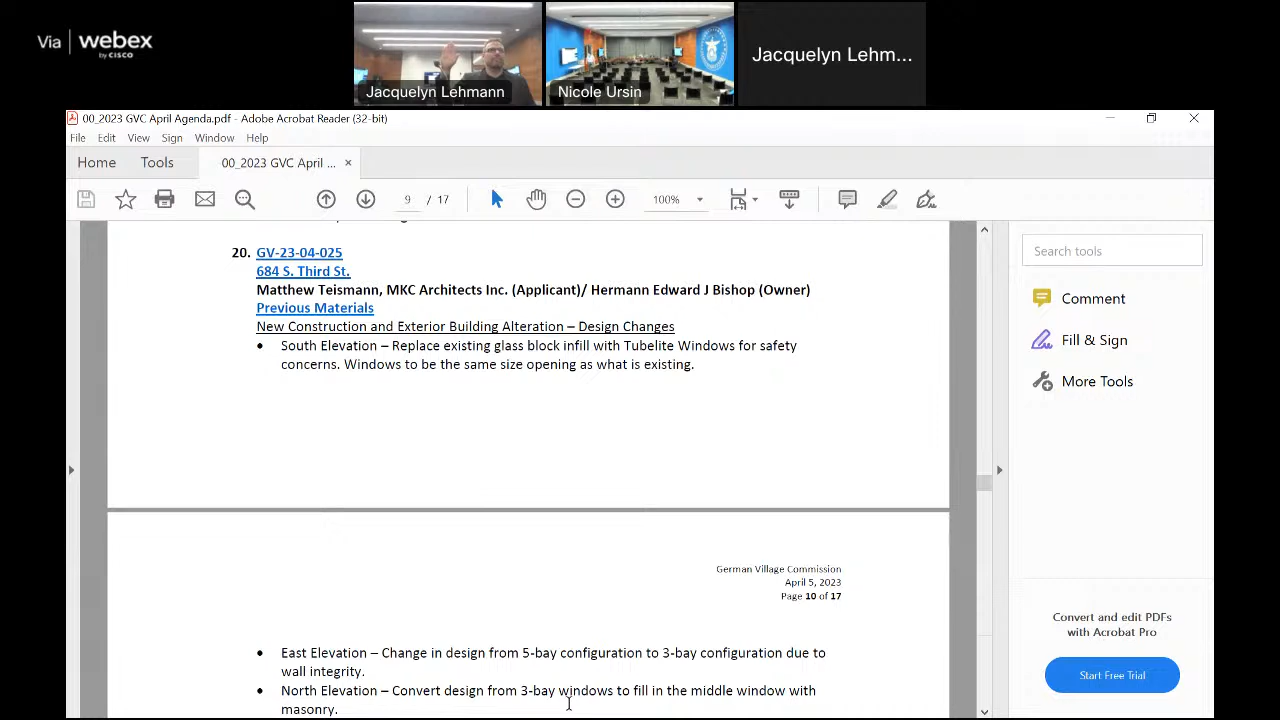 Via webex
by CISCO
Jacquelyn Lehmann
Nicole Ursin
Jacquelyn Lehm...
00_2023 GVC April Agenda.pdf - Adobe Acrobat Reader (32-bit)
File Edit View Sign Window Help
Home Tools 00_2023 GVC April ... ×
9 / 17 100%
20. GV-23-04-025
684 S. Third St.
Matthew Teismann, MKC Architects Inc. (Applicant)/ Hermann Edward J Bishop (Owner)
Previous Materials
New Construction and Exterior Building Alteration – Design Changes
• South Elevation – Replace existing glass block infill with Tubelite Windows for safety
concerns. Windows to be the same size opening as what is existing.
German Village Commission
April 5, 2023
Page 10 of 17
• East Elevation – Change in design from 5-bay configuration to 3-bay configuration due to
wall integrity.
• North Elevation – Convert design from 3-bay windows to fill in the middle window with
masonry.
Search tools
Comment
Fill & Sign
More Tools
Convert and edit PDFs
with Acrobat Pro
Start Free Trial